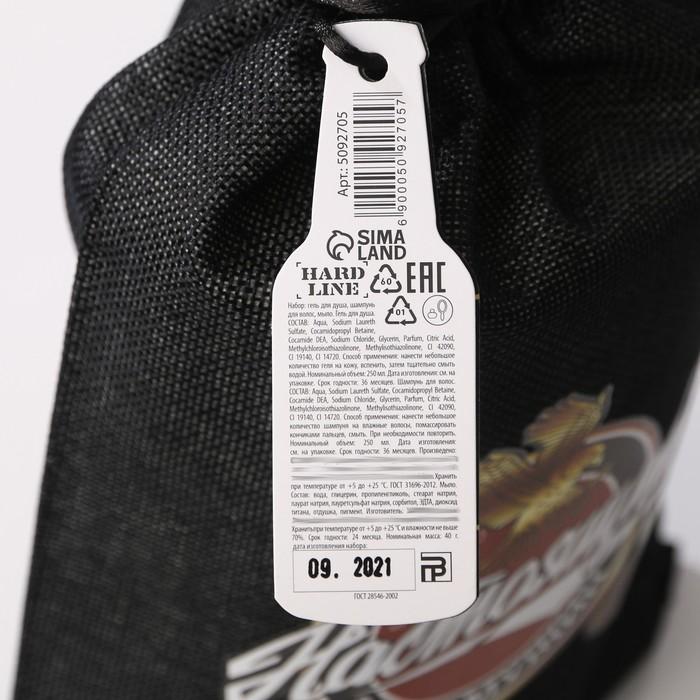 Арт.: 5092705
6 900050 927057
SIMA
LAND
HARD
LINE
60
EAC
01
Набор: гель для душа, шампунь
для волос, мыло. Гель для душа.
СОСТАВ: Aqua, Sodium Laureth
Sulfate, Cocamidopropyl Betaine,
Cocamide DEA, Sodium Chloride, Glycerin, Parfum, Citric Acid,
Methylchloroisothiazolinone, Methylisothiazolinone, CI 42090,
CI 19140, CI 14720. Способ применения: нанести небольшое
количество геля на кожу, вспенить, затем тщательно смыть
водой. Номинальный объем: 250 мл. Дата изготовления: см. на
упаковке. Срок годности: 36 месяцев. Шампунь для волос.
СОСТАВ: Aqua, Sodium Laureth Sulfate, Cocamidopropyl Betaine,
Cocamide DEA, Sodium Chloride, Glycerin, Parfum, Citric Acid,
Methylchloroisothiazolinone, Methylisothiazolinone, CI 42090,
CI 19140, CI 14720. Способ применения: нанести небольшое
количество шампуня на влажные волосы, помассировать
кончиками пальцев, смыть. При необходимости повторить.
Номинальный объем: 250 мл. Дата изготовления:
см. на упаковке. Срок годности: 36 месяцев. Произведено:
Хранить
при температуре от +5 до +25 °С. ГОСТ 31696-2012. Мыло.
Состав: вода, глицерин, пропиленгликоль, стеарат натрия,
лаурат натрия, лауретсульфат натрия, сорбитол, ЭДТА, диоксид
титана, отдушка, пигмент. Изготовитель:
Хранить при температуре от +5 до +25 °С и влажности не выше
70%. Срок годности: 24 месяца. Номинальная масса: 40 г.
дата изготовления набора:
09. 2021
ГОСТ 28546-2002